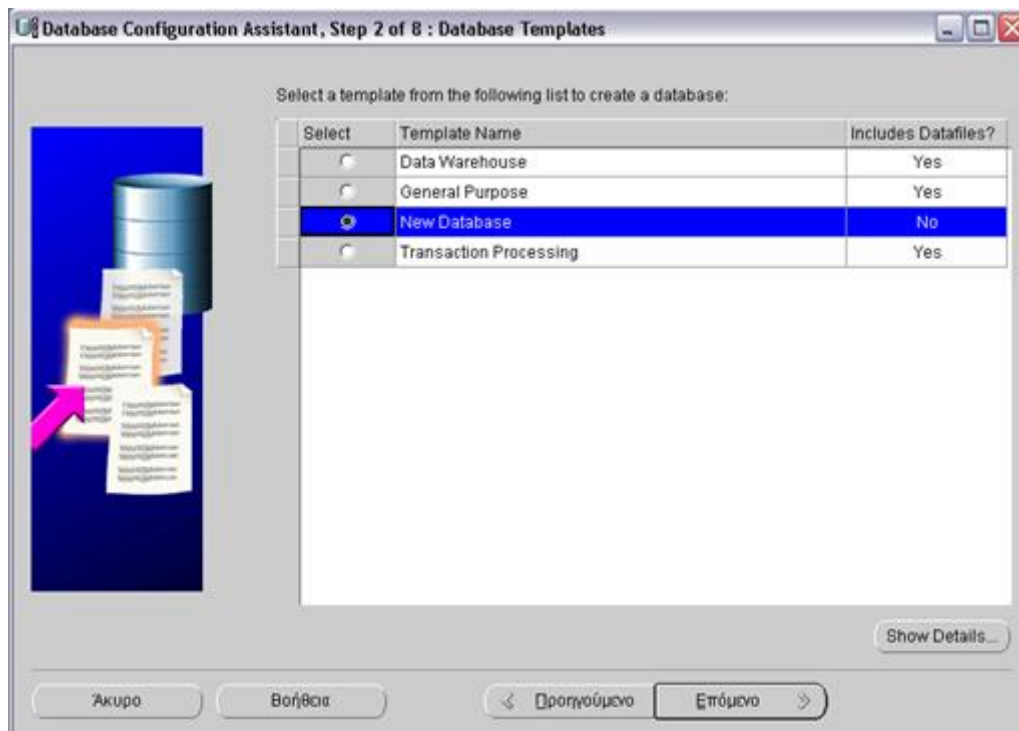 Database Configuration Assistant, Step 2 of 8 : Database Templates
Select a template from the following list to create a database:
Select Template Name Includes Datafiles?
Data Warehouse Yes
General Purpose Yes
New Database No
Transaction Processing Yes
Show Details...
Άκυρο Βοήθεια Προηγούμενο Επόμενο